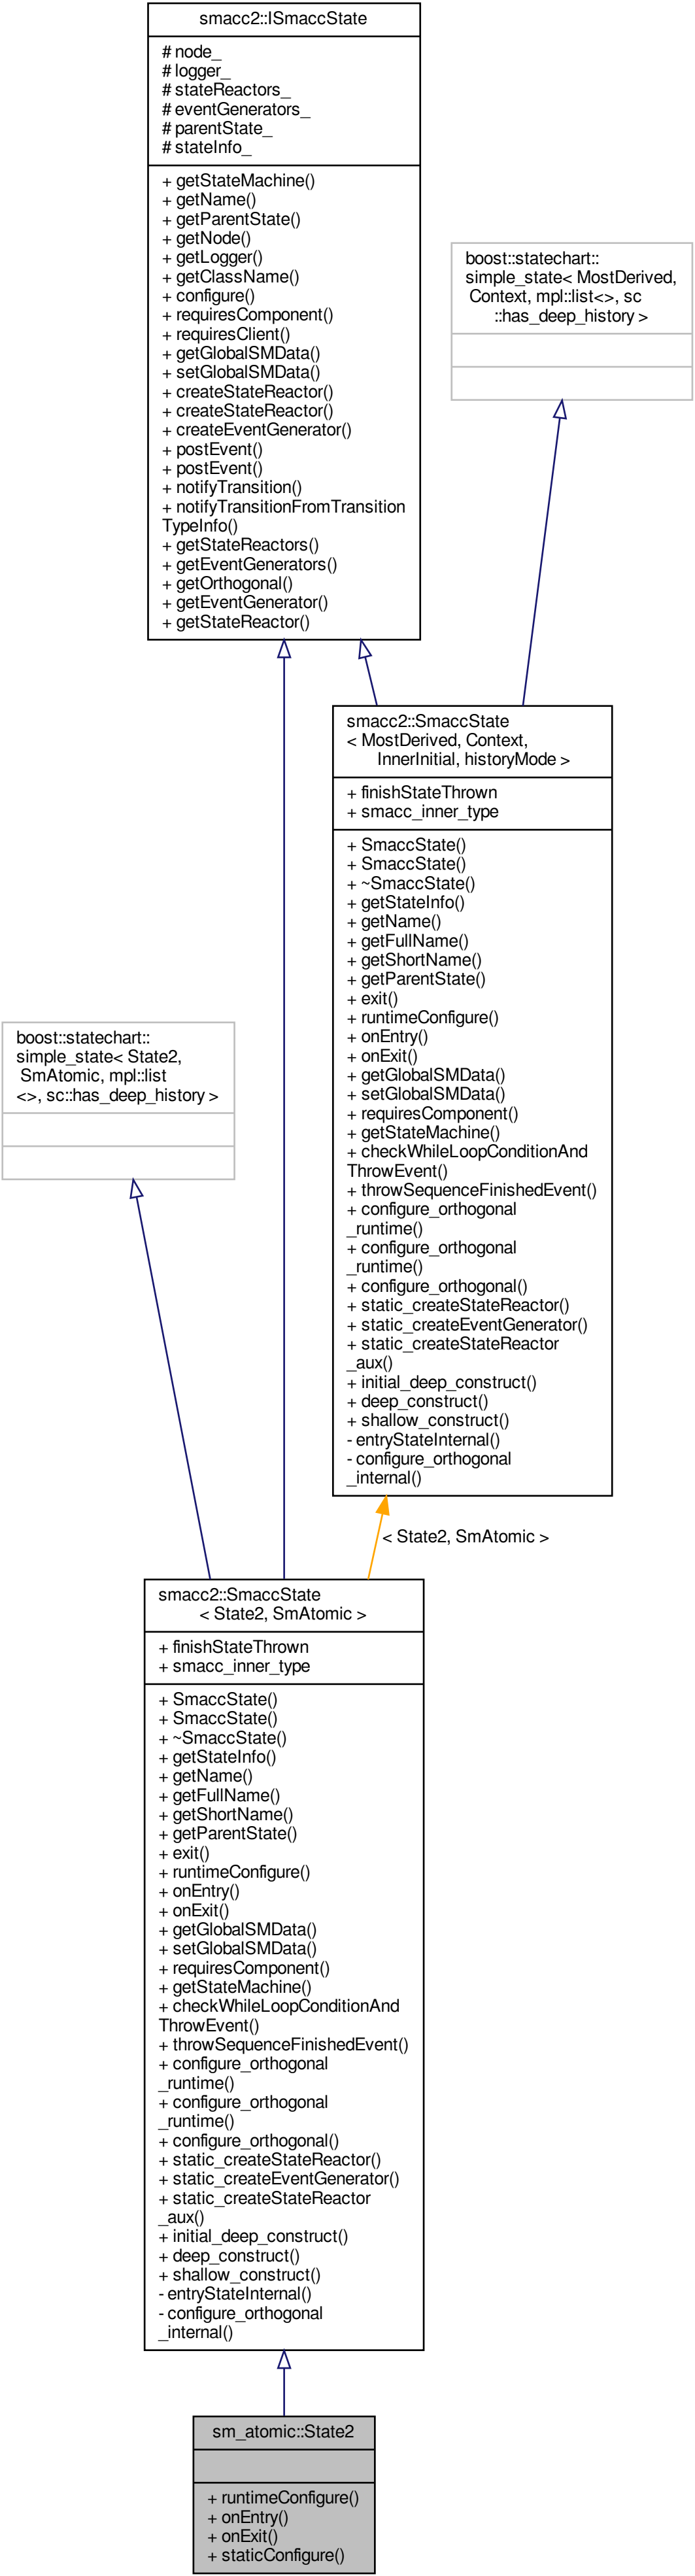 smacc2::ISmaccState
# node_
# logger_
# stateReactors_
# eventGenerators_
# parentState_
# stateInfo_
+ getStateMachine()
+ getName()
+ getParentState()
+ getNode()
+ getLogger()
+ getClassName()
+ configure()
+ requiresComponent()
+ requiresClient()
+ getGlobalSMData()
+ setGlobalSMData()
+ createStateReactor()
+ createStateReactor()
+ createEventGenerator()
+ postEvent()
+ postEvent()
+ notifyTransition()
+ notifyTransitionFromTransition
TypeInfo()
+ getStateReactors()
+ getEventGenerators()
+ getOrthogonal()
+ getEventGenerator()
+ getStateReactor()
boost::statechart::
simple_state< MostDerived,
Context, mpl::list<>, sc
::has_deep_history >
smacc2::SmaccState
< MostDerived, Context,
InnerInitial, historyMode >
+ finishStateThrown
+ smacc_inner_type
+ SmaccState()
+ SmaccState()
+ ~SmaccState()
+ getStateInfo()
+ getName()
+ getFullName()
+ getShortName()
+ getParentState()
+ exit()
+ runtimeConfigure()
+ onEntry()
+ onExit()
+ getGlobalSMData()
+ setGlobalSMData()
+ requiresComponent()
+ getStateMachine()
+ checkWhileLoopConditionAnd
ThrowEvent()
+ throwSequenceFinishedEvent()
+ configure_orthogonal
_runtime()
+ configure_orthogonal
_runtime()
+ configure_orthogonal()
+ static_createStateReactor()
+ static_createEventGenerator()
+ static_createStateReactor
_aux()
+ initial_deep_construct()
+ deep_construct()
+ shallow_construct()
- entryStateInternal()
- configure_orthogonal
_internal()
boost::statechart::
simple_state< State2,
SmAtomic, mpl::list
<>, sc::has_deep_history >
< State2, SmAtomic >
smacc2::SmaccState
< State2, SmAtomic >
+ finishStateThrown
+ smacc_inner_type
+ SmaccState()
+ SmaccState()
+ ~SmaccState()
+ getStateInfo()
+ getName()
+ getFullName()
+ getShortName()
+ getParentState()
+ exit()
+ runtimeConfigure()
+ onEntry()
+ onExit()
+ getGlobalSMData()
+ setGlobalSMData()
+ requiresComponent()
+ getStateMachine()
+ checkWhileLoopConditionAnd
ThrowEvent()
+ throwSequenceFinishedEvent()
+ configure_orthogonal
_runtime()
+ configure_orthogonal
_runtime()
+ configure_orthogonal()
+ static_createStateReactor()
+ static_createEventGenerator()
+ static_createStateReactor
_aux()
+ initial_deep_construct()
+ deep_construct()
+ shallow_construct()
- entryStateInternal()
- configure_orthogonal
_internal()
sm_atomic::State2
+ runtimeConfigure()
+ onEntry()
+ onExit()
+ staticConfigure()